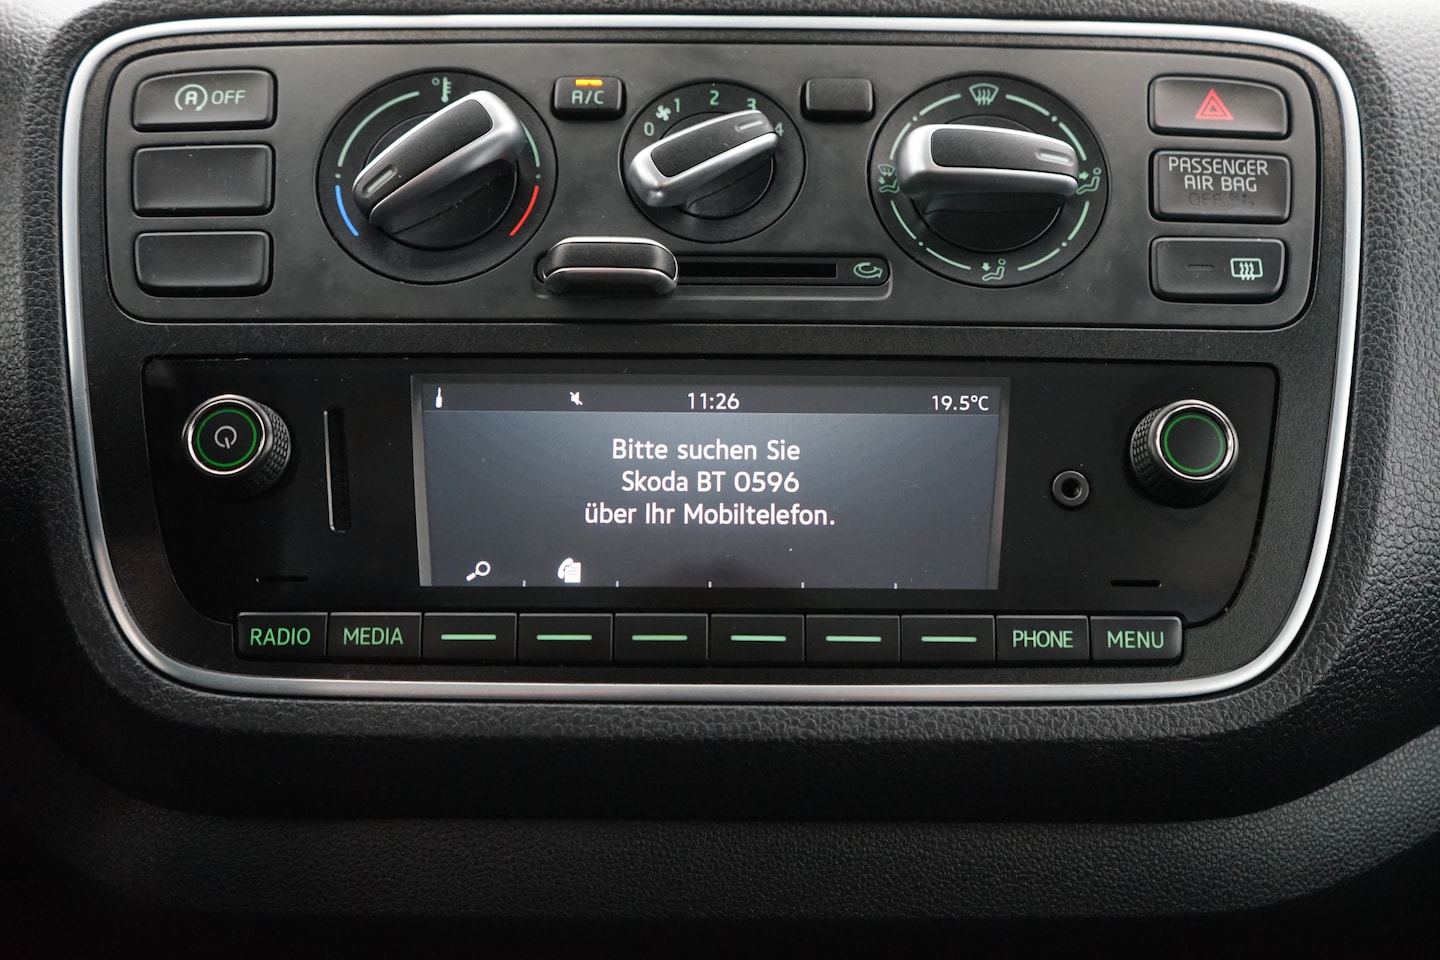 A OFF
A/C
0 1 2 3 4
PASSENGER
AIR BAG
OFF
11:26
19.5°C
Bitte suchen Sie
Skoda BT 0596
über Ihr Mobiltelefon.
RADIO
MEDIA
PHONE
MENU